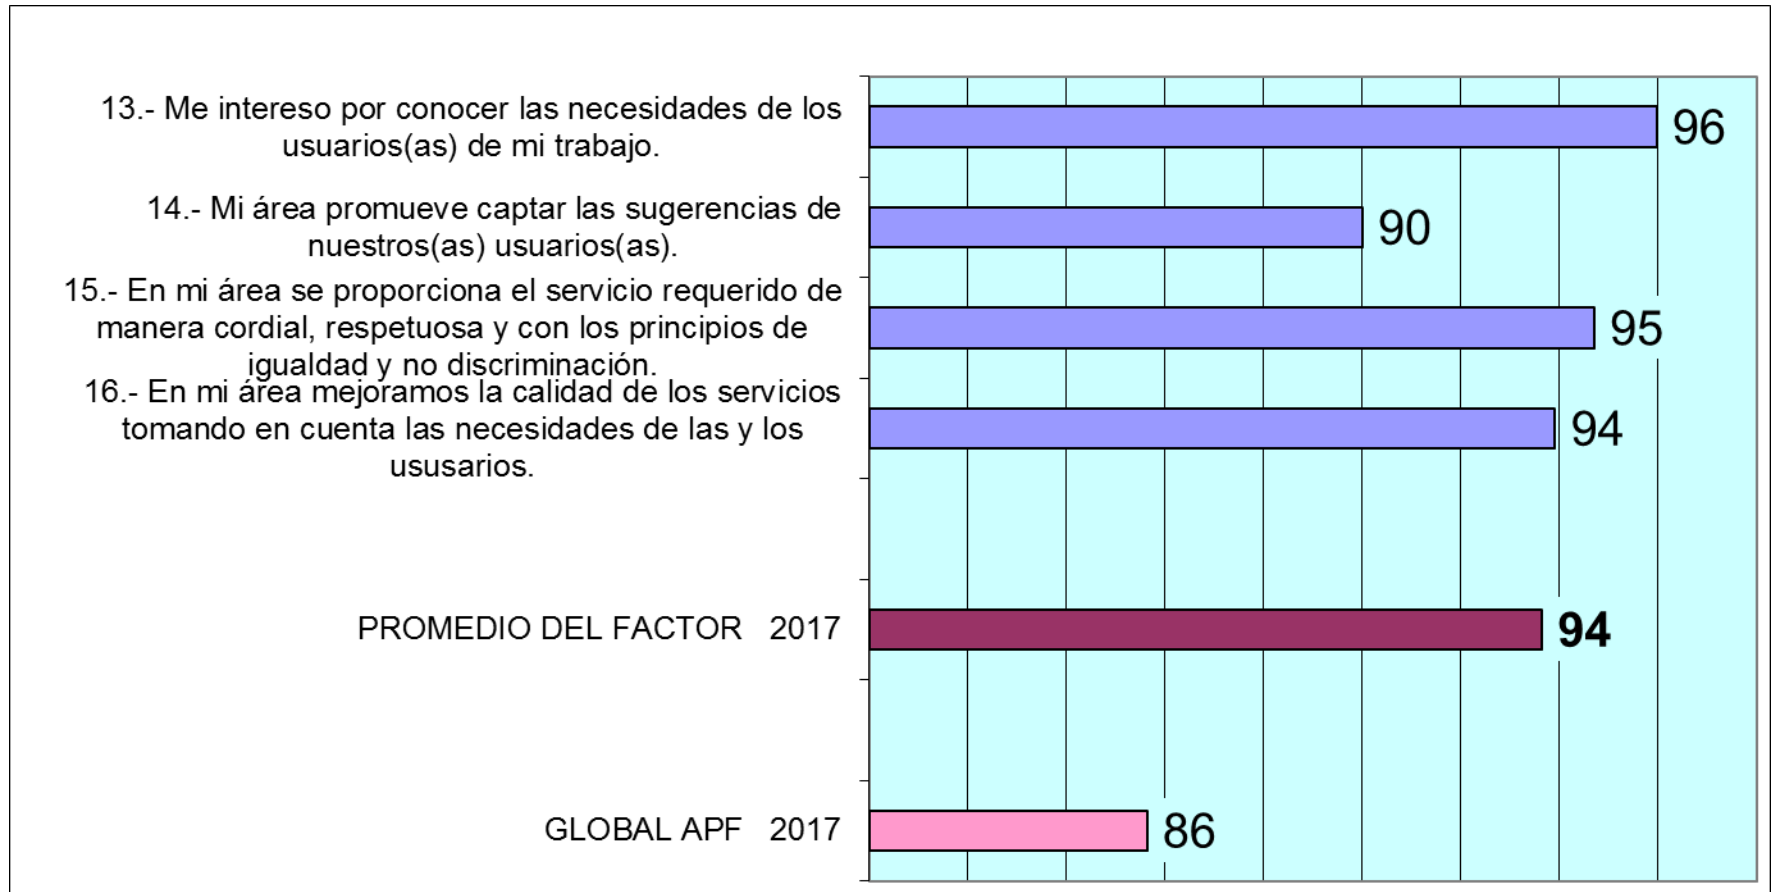 13.- Me intereso por conocer las necesidades de los
usuarios(as) de mi trabajo.
96
14.- Mi área promueve captar las sugerencias de
nuestros(as) usuarios(as).
90
15.- En mi área se proporciona el servicio requerido de
manera cordial, respetuosa y con los principios de
igualdad y no discriminación.
95
16.- En mi área mejoramos la calidad de los servicios
tomando en cuenta las necesidades de las y los
ususarios.
94
PROMEDIO DEL FACTOR 2017
94
GLOBAL APF 2017
86